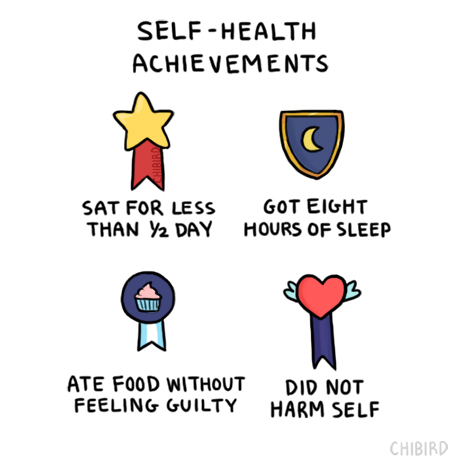 SELF-HEALTH
ACHIEVEMENTS
CHIBIRD
SAT FOR LESS
THAN ½ DAY
GOT EIGHT
HOURS OF SLEEP
ATE FOOD WITHOUT
FEELING GUILTY
DID NOT
HARM SELF
CHIBIRD